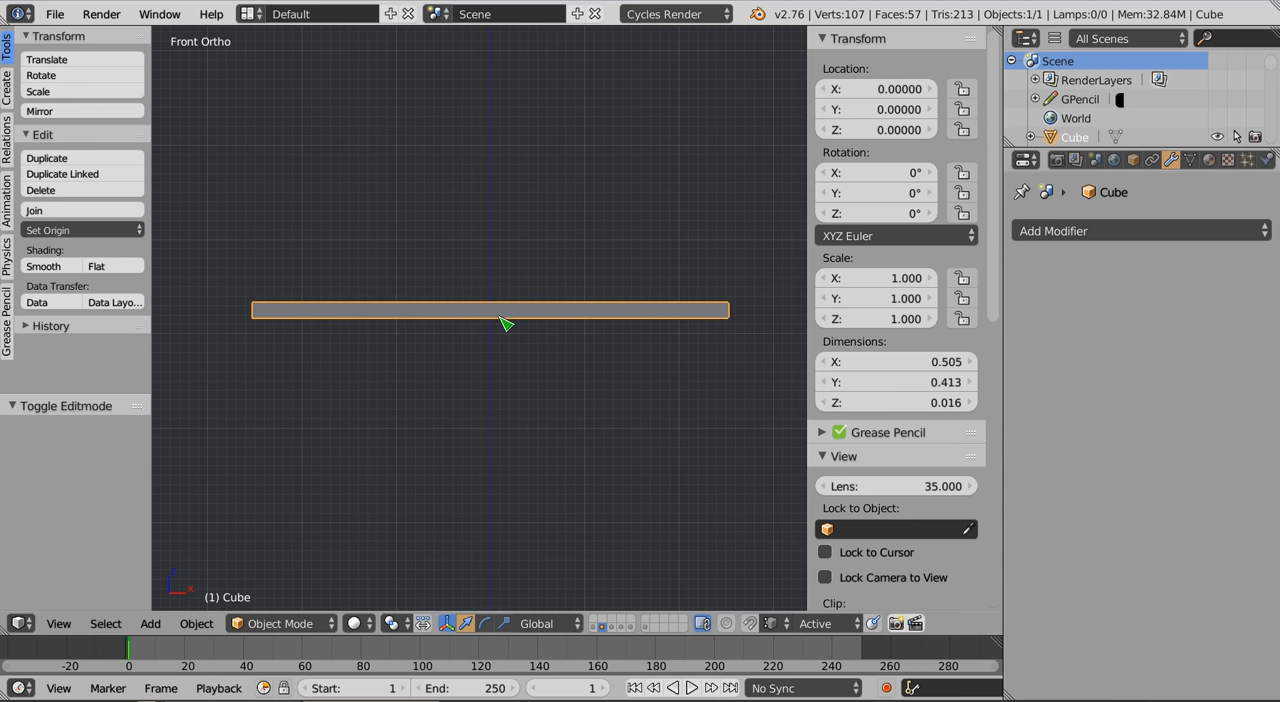 File Render Window Help Default Scene Cycles Render v2.76 | Verts:107 | Faces:57 | Tris:213 | Objects:1/1 | Lamps:0/0 | Mem:32.84M | Cube
Tools
Create
Relations
Animation
Physics
Grease Pencil
Transform
Translate
Rotate
Scale
Mirror
Edit
Duplicate
Duplicate Linked
Delete
Join
Set Origin
Shading:
Smooth Flat
Data Transfer:
Data Data Layo...
History
Toggle Editmode
Front Ortho
z
x
(1) Cube
Transform
Location:
X: 0.00000
Y: 0.00000
Z: 0.00000
Rotation:
X: 0°
Y: 0°
Z: 0°
XYZ Euler
Scale:
X: 1.000
Y: 1.000
Z: 1.000
Dimensions:
X: 0.505
Y: 0.413
Z: 0.016
Grease Pencil
View
Lens: 35.000
Lock to Object:
Lock to Cursor
Lock Camera to View
Clip:
All Scenes
Scene
RenderLayers |
GPencil |
World
Cube |
Cube
Add Modifier
View Select Add Object Object Mode Global Active
-20 0 20 40 60 80 100 120 140 160 180 200 220 240 260 280
View Marker Frame Playback Start: 1 End: 250 1 No Sync